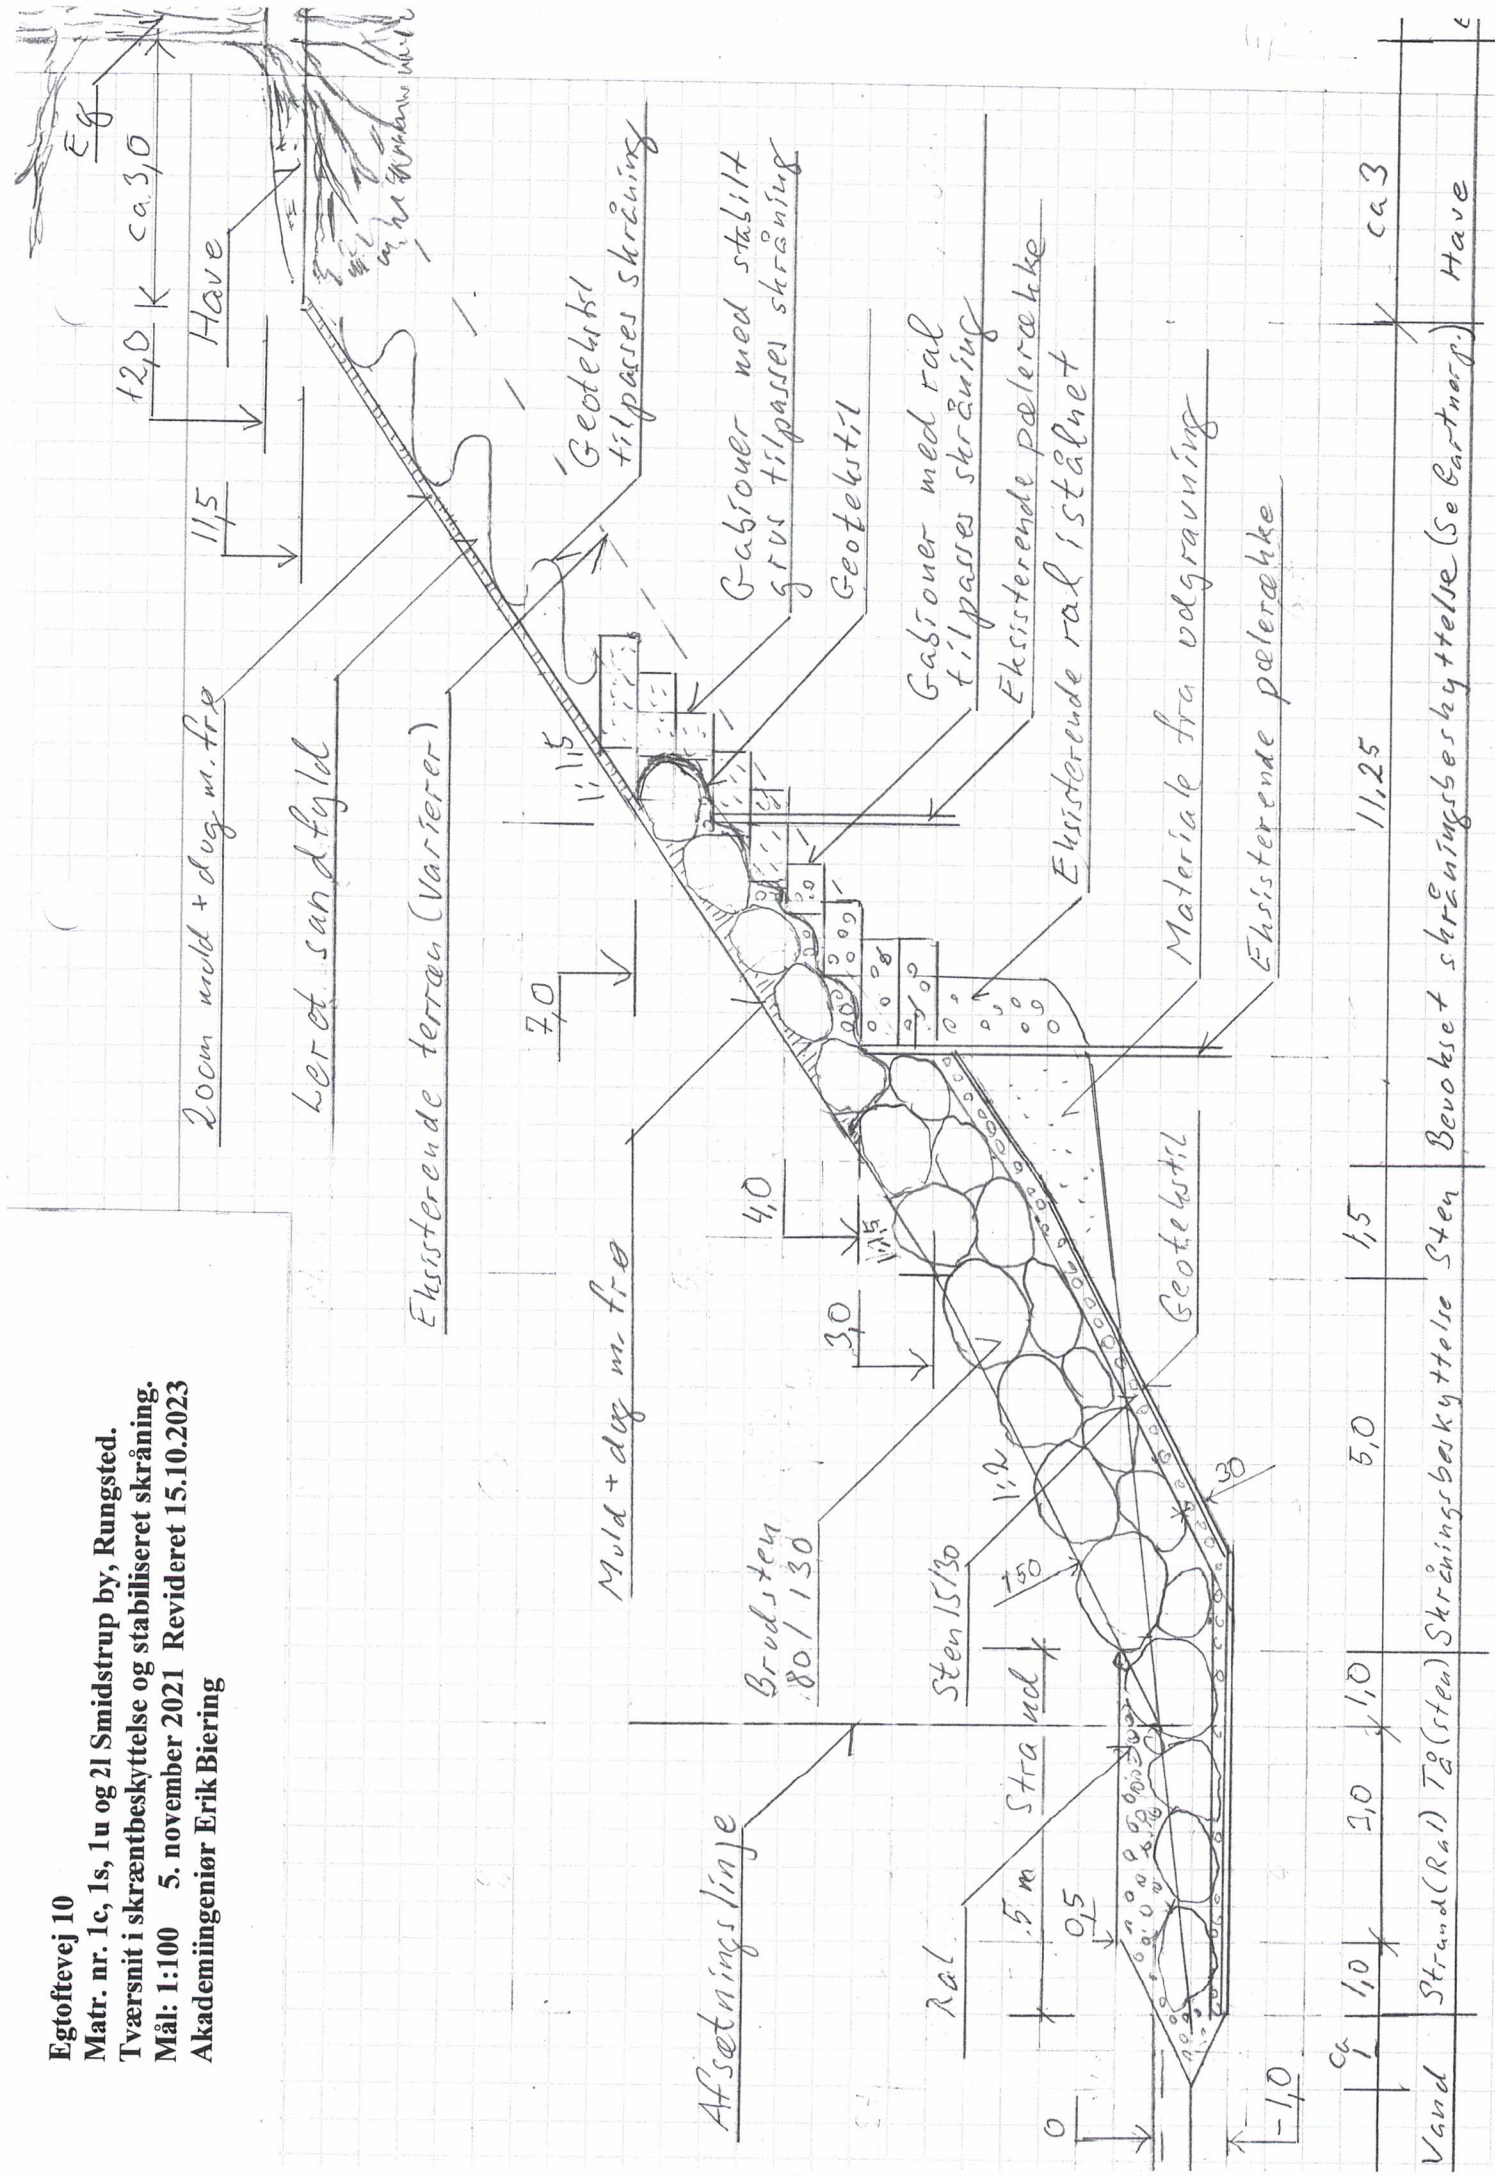 Egtoftevej 10
Matr. nr. 1c, 1s, 1u og 2l Smidstrup by, Rungsted.
Tværsnit i skræntbeskyttelse og stabiliseret skråning.
Mål: 1:100 5. november 2021 Revideret 15.10.2023
Akademiingeniør Erik Biering
Eg
ca. 3,0
12,0
Have
11,5
20cm muld + dug m. frø
Leret sandfyld
Eksisterende terræn (Varierer)
Geotekstil
tilpasses skråning
1:1,5
7,0
Gabioner med stabilt
grus tilpasses skråning
Geotekstil
Muld + dug m frø
4,0
1:1,5
Gabioner med ral
tilpasses skråning
Eksisterende pælerække
Eksisterende ral i stålnet
3,0
Materiale fra udgravning
Eksisterende pælerække
Brudsten
80/130
1:2
Sten 15/30
150
Geotekstil
30
Afsætningslinje
Ral
5 m Strand
0,5
0
-1,0
ca
1
1,0
3,0
1,0
5,0
1,5
11,25
ca 3
Vand
Strand (Ral)
Tå (sten)
Skråningsbeskyttelse
Sten
Bevokset skråningsbeskyttelse (Se Gartnerp.)
Have